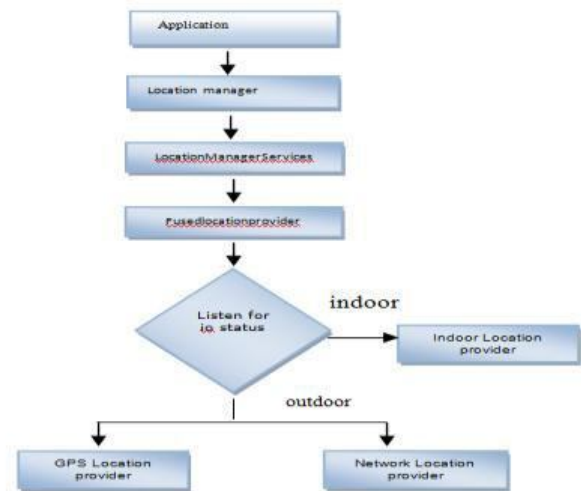 Application
Location manager
LocationManagerServices
Fusedlocationprovider
Listen for
io status
indoor
Indoor Location
provider
outdoor
GPS Location
provider
Network Location
provider